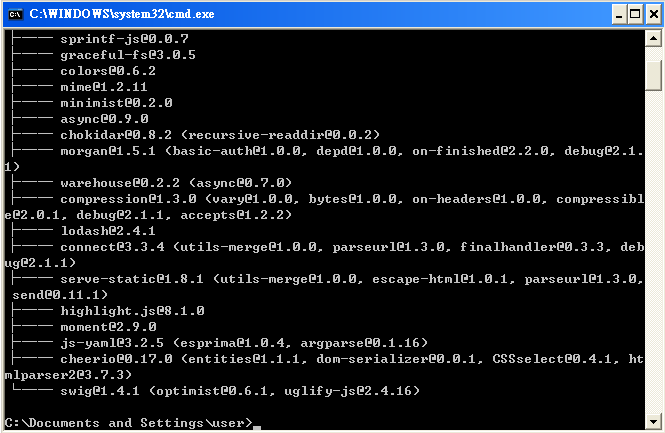 C:\WINDOWS\system32\cmd.exe
├── sprintf-js@0.0.7
├── graceful-fs@3.0.5
├── colors@0.6.2
├── mime@1.2.11
├── minimist@0.2.0
├── async@0.9.0
├── chokidar@0.8.2 (recursive-readdir@0.0.2)
├── morgan@1.5.1 (basic-auth@1.0.0, depd@1.0.0, on-finished@2.2.0, debug@2.1.
1)
├── warehouse@0.2.2 (async@0.7.0)
├── compression@1.3.0 (vary@1.0.0, bytes@1.0.0, on-headers@1.0.0, compressibl
e@2.0.1, debug@2.1.1, accepts@1.2.2)
├── lodash@2.4.1
├── connect@3.3.4 (utils-merge@1.0.0, parseurl@1.3.0, finalhandler@0.3.3, deb
ug@2.1.1)
├── serve-static@1.8.1 (utils-merge@1.0.0, escape-html@1.0.1, parseurl@1.3.0,
send@0.11.1)
├── highlight.js@8.1.0
├── moment@2.9.0
├── js-yaml@3.2.5 (esprima@1.0.4, argparse@0.1.16)
├── cheerio@0.17.0 (entities@1.1.1, dom-serializer@0.0.1, CSSselect@0.4.1, ht
mlparser2@3.7.3)
└── swig@1.4.1 (optimist@0.6.1, uglify-js@2.4.16)
C:\Documents and Settings\user>_